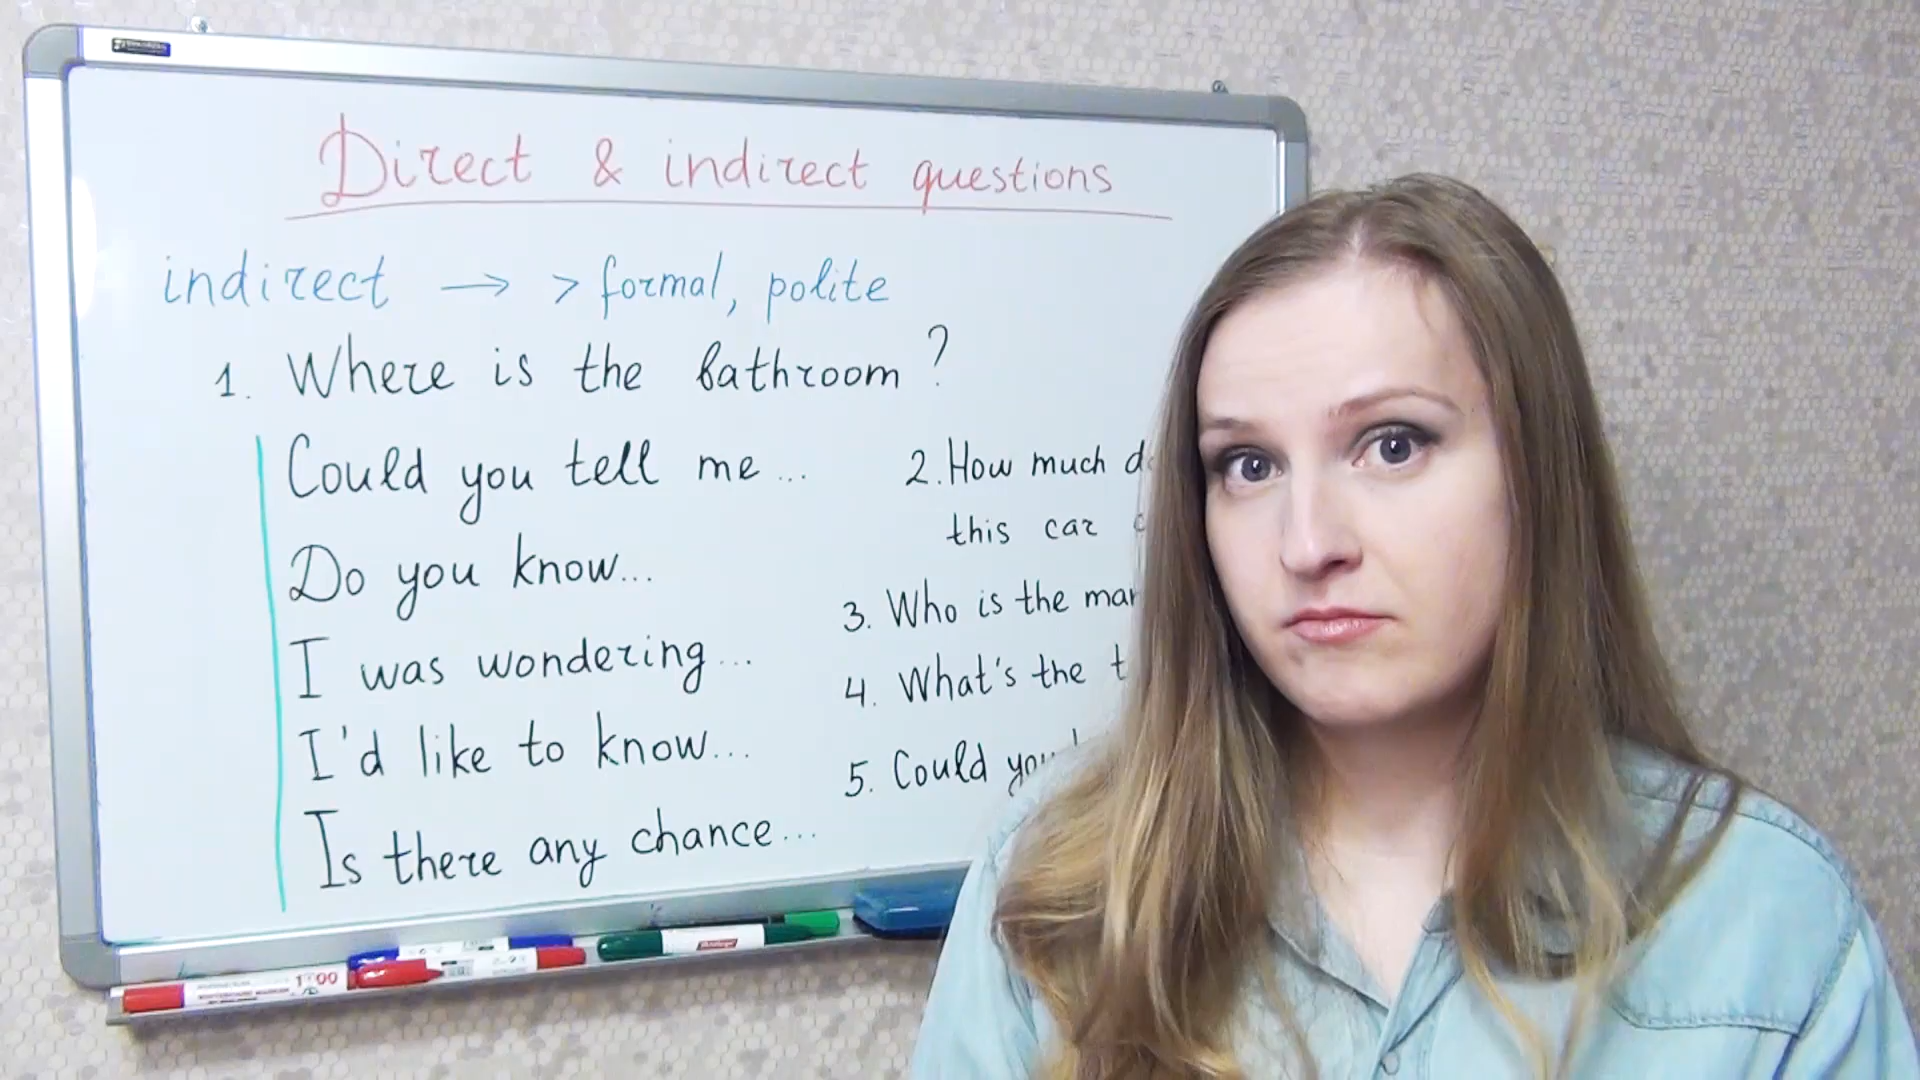 Direct & indirect questions
indirect → > formal, polite
1. Where is the bathroom?
Could you tell me...
Do you know...
I was wondering...
I'd like to know...
Is there any chance...
2. How much
this car
3. Who is the
4. What's the
5. Could you